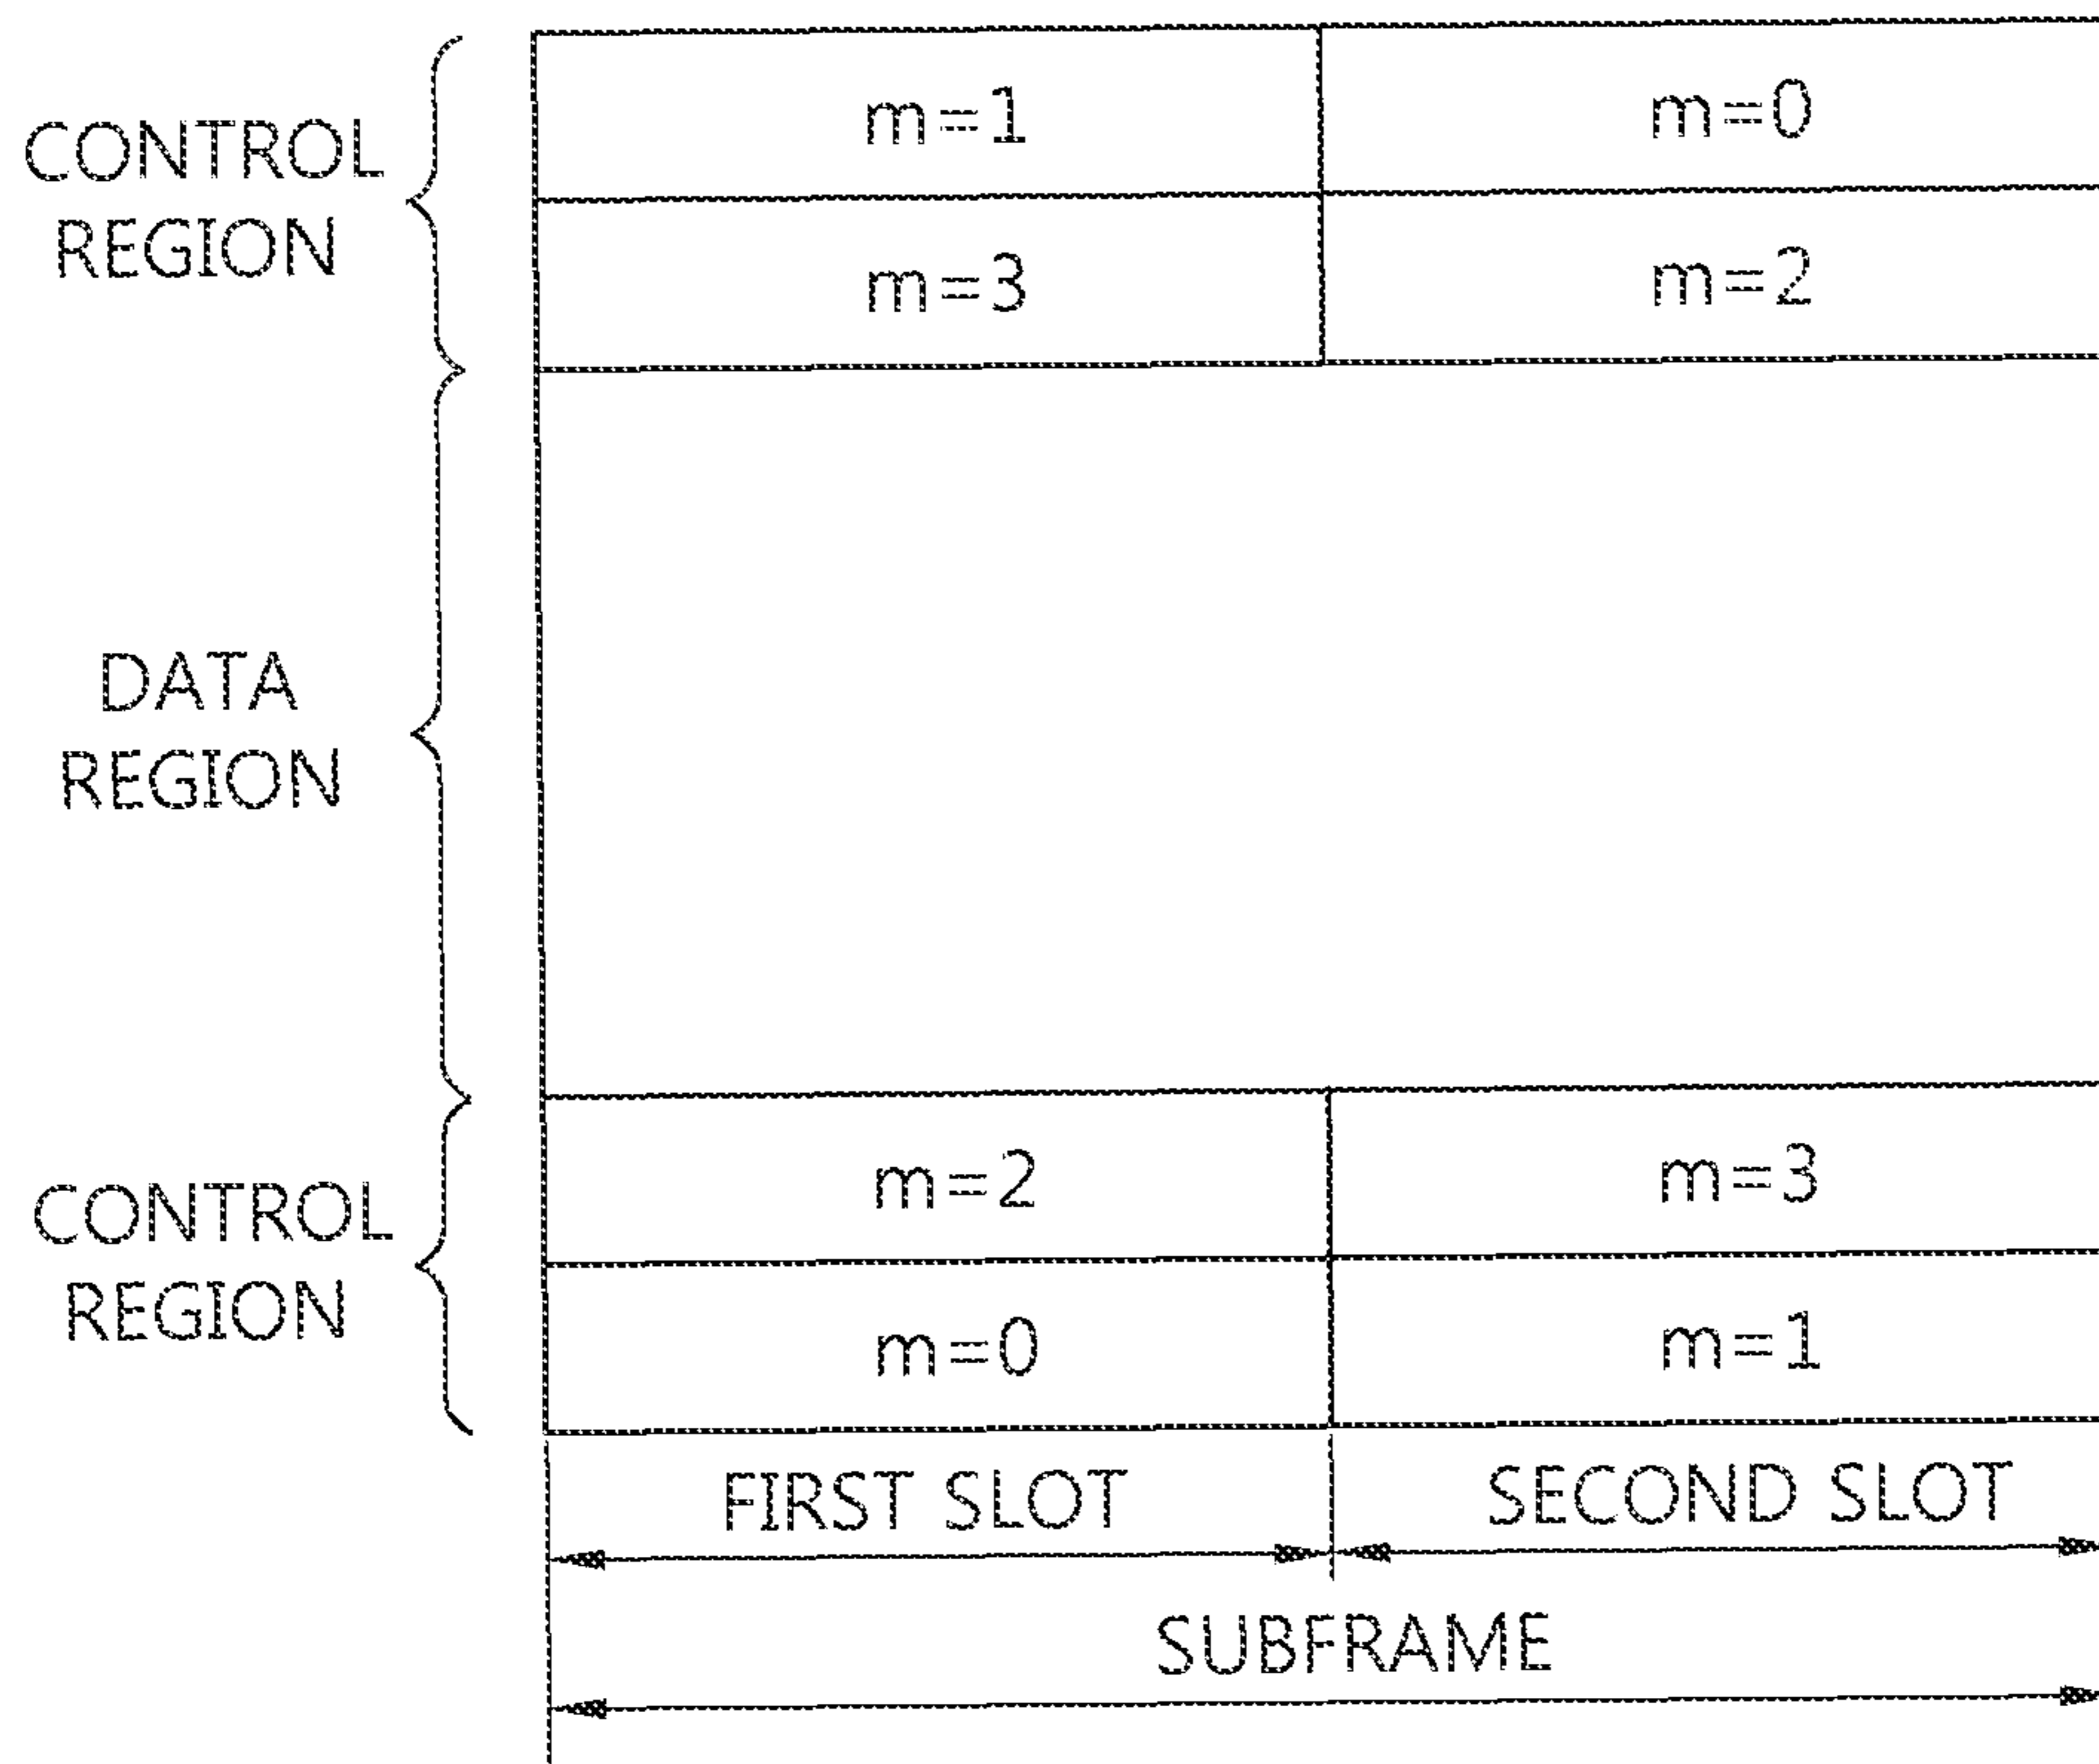 m=1 m=0
CONTROL
REGION
m=3 m=2
DATA
REGION
m=2 m=3
CONTROL
REGION
m=0 m=1
FIRST SLOT SECOND SLOT
SUBFRAME